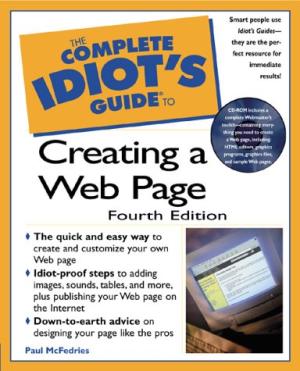 THE
COMPLETE
IDIOT'S
GUIDE® TO
Smart people use
Idiot's Guides—
they are the per-
fect resource for
immediate
results!
CD-ROM includes a
complete Webmaster's
toolkit—containing every-
thing you need to create
a Web page, including
HTML editors, graphics
programs, graphics files,
and sample Web pages.
Creating a
Web Page
Fourth Edition
The quick and easy way to
create and customize your own
Web page
Idiot-proof steps to adding
images, sounds, tables, and more,
plus publishing your Web page on
the Internet
Down-to-earth advice on
designing your page like the pros
Paul McFedries